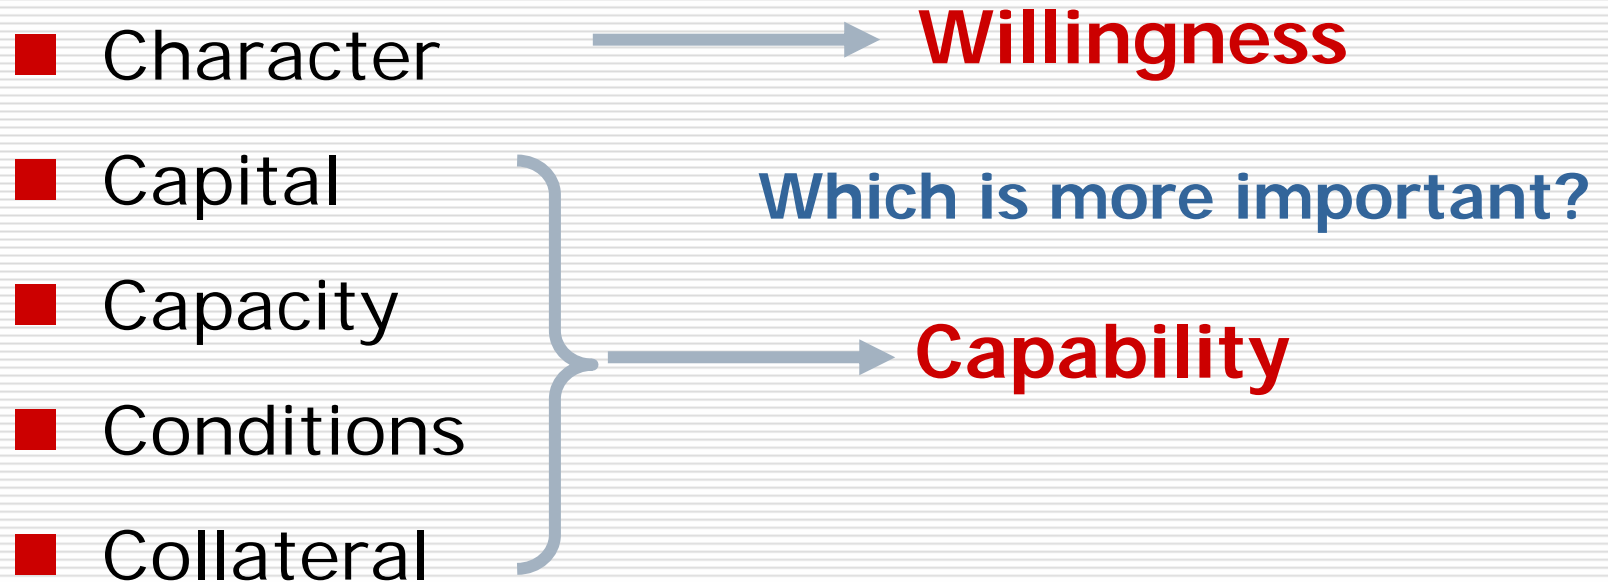 Character
Willingness
Capital
Which is more important?
Capacity
Capability
Conditions
Collateral